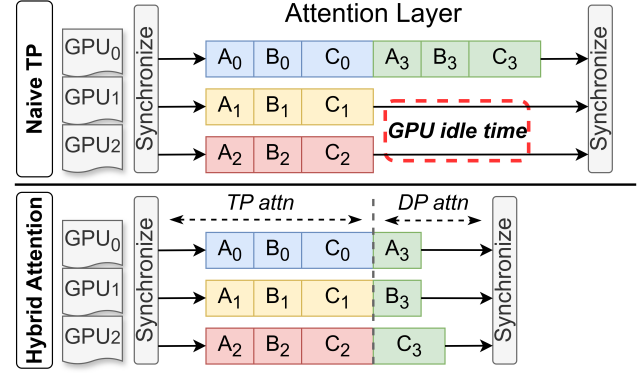 Attention Layer
Naive TP
GPU0
GPU1
GPU2
Synchronize
A0 B0 C0 A3 B3 C3
A1 B1 C1
A2 B2 C2
GPU idle time
Synchronize
Hybrid Attention
GPU0
GPU1
GPU2
Synchronize
TP attn
DP attn
A0 B0 C0 A3
A1 B1 C1 B3
A2 B2 C2 C3
Synchronize